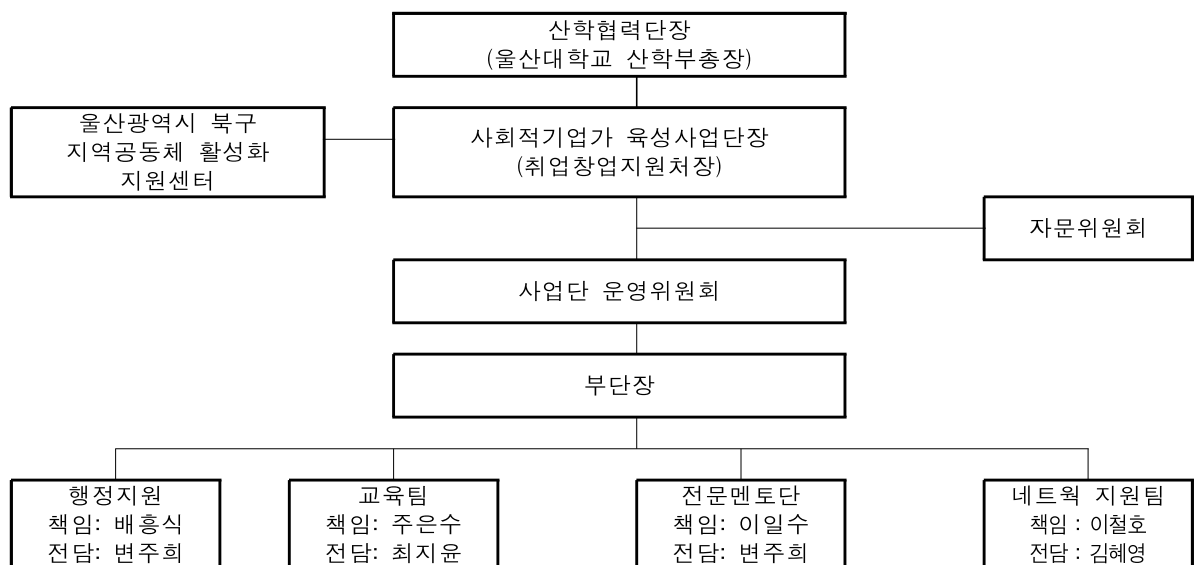 산학협력단장
(울산대학교 산학부총장)
울산광역시 북구
지역공동체 활성화
지원센터
사회적기업가 육성사업단장
(취업창업지원처장)
자문위원회
사업단 운영위원회
부단장
행정지원
책임: 배흥식
전담: 변주희
교육팀
책임: 주은수
전담: 최지윤
전문멘토단
책임: 이일수
전담: 변주희
네트웍 지원팀
책임 : 이철호
전담 : 김혜영